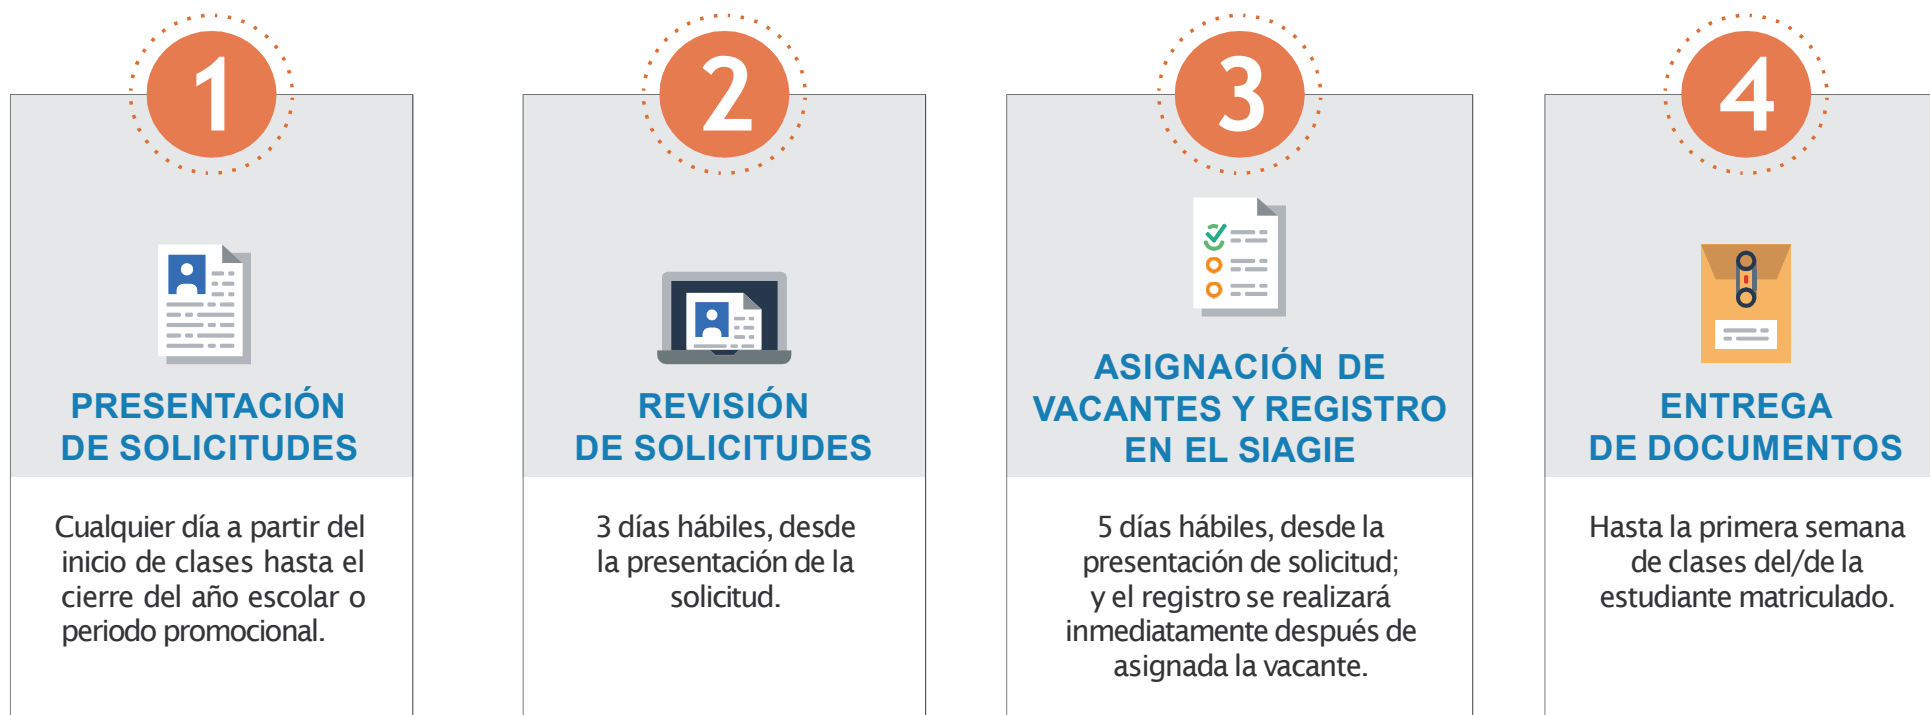 1
PRESENTACIÓN
DE SOLICITUDES
Cualquier día a partir del
inicio de clases hasta el
cierre del año escolar o
periodo promocional.
2
REVISIÓN
DE SOLICITUDES
3 días hábiles, desde
la presentación de la
solicitud.
3
ASIGNACIÓN DE
VACANTES Y REGISTRO
EN EL SIAGIE
5 días hábiles, desde la
presentación de solicitud;
y el registro se realizará
inmediatamente después de
asignada la vacante.
4
ENTREGA
DE DOCUMENTOS
Hasta la primera semana
de clases del/de la
estudiante matriculado.